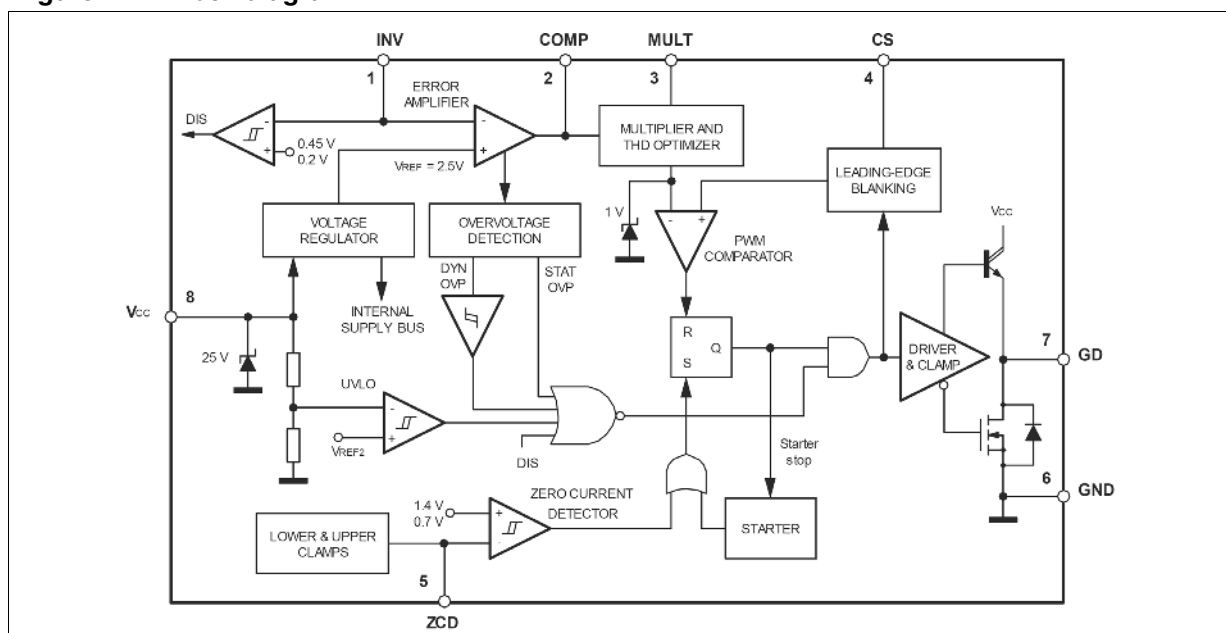 INV
COMP
MULT
CS
1
2
3
4
ERROR
AMPLIFIER
DIS
-
+
0.45 V
0.2 V
-
+
VREF = 2.5V
MULTIPLIER AND
THD OPTIMIZER
LEADING-EDGE
BLANKING
VOLTAGE
REGULATOR
OVERVOLTAGE
DETECTION
1 V
-
+
PWM
COMPARATOR
Vcc
DYN
OVP
STAT
OVP
INTERNAL
SUPPLY BUS
8
Vcc
25 V
R
S
Q
DRIVER
& CLAMP
7
GD
UVLO
-
+
VREF2
DIS
Starter
stop
6
GND
ZERO CURRENT
DETECTOR
1.4 V
0.7 V
+
-
LOWER & UPPER
CLAMPS
STARTER
5
ZCD